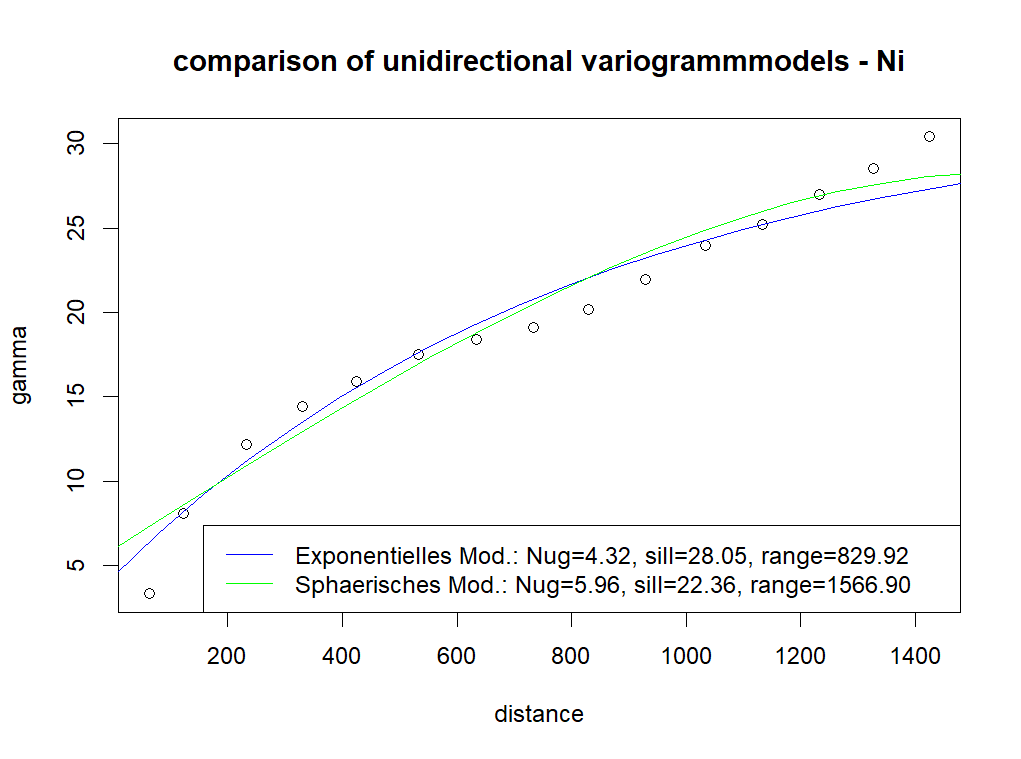 comparison of unidirectional variogrammmodels - Ni
gamma
30
25
20
15
10
5
Exponentielles Mod.: Nug=4.32, sill=28.05, range=829.92
Sphaerisches Mod.: Nug=5.96, sill=22.36, range=1566.90
200 400 600 800 1000 1200 1400
distance